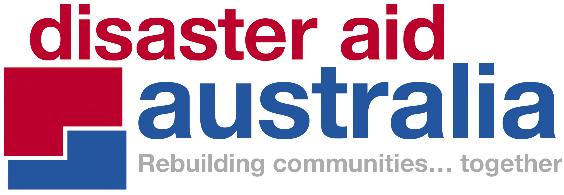 disaster aid
australia
Rebuilding communities... together